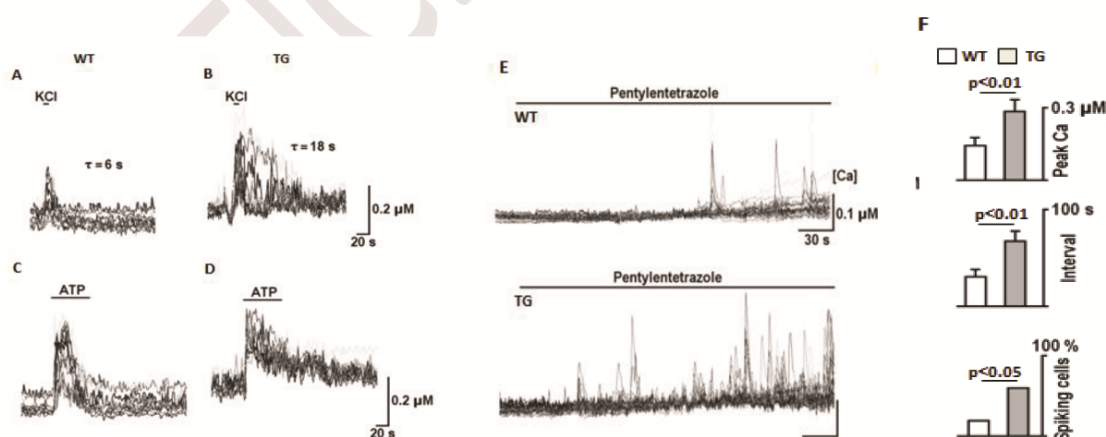 A
WT
KCl
τ = 6 s
B
TG
KCl
τ = 18 s
0.2 μM
20 s
C
ATP
D
ATP
0.2 μM
20 s
E
Pentylentetrazole
WT
[Ca]
0.1 μM
30 s
Pentylentetrazole
TG
F
WT TG
p<0.01
0.3 μM
Peak Ca
p<0.01
100 s
Interval
p<0.05
100 %
Spiking cells